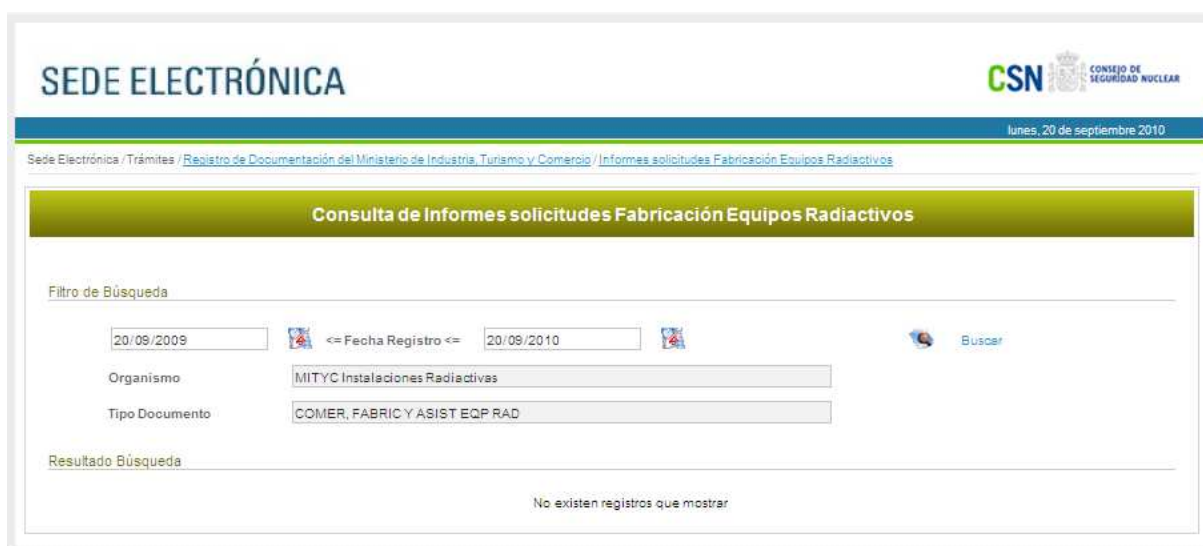 SEDE ELECTRÓNICA
CSN CONSEJO DE
SEGURIDAD NUCLEAR
lunes, 20 de septiembre 2010
Sede Electrónica / Trámites / Registro de Documentación del Ministerio de Industria, Turismo y Comercio / Informes solicitudes Fabricación Equipos Radiactivos
Consulta de Informes solicitudes Fabricación Equipos Radiactivos
Filtro de Búsqueda
20/09/2009 <= Fecha Registro <= 20/09/2010 Buscar
Organismo MITYC Instalaciones Radiactivas
Tipo Documento COMER, FABRIC Y ASIST EQP RAD
Resultado Búsqueda
No existen registros que mostrar